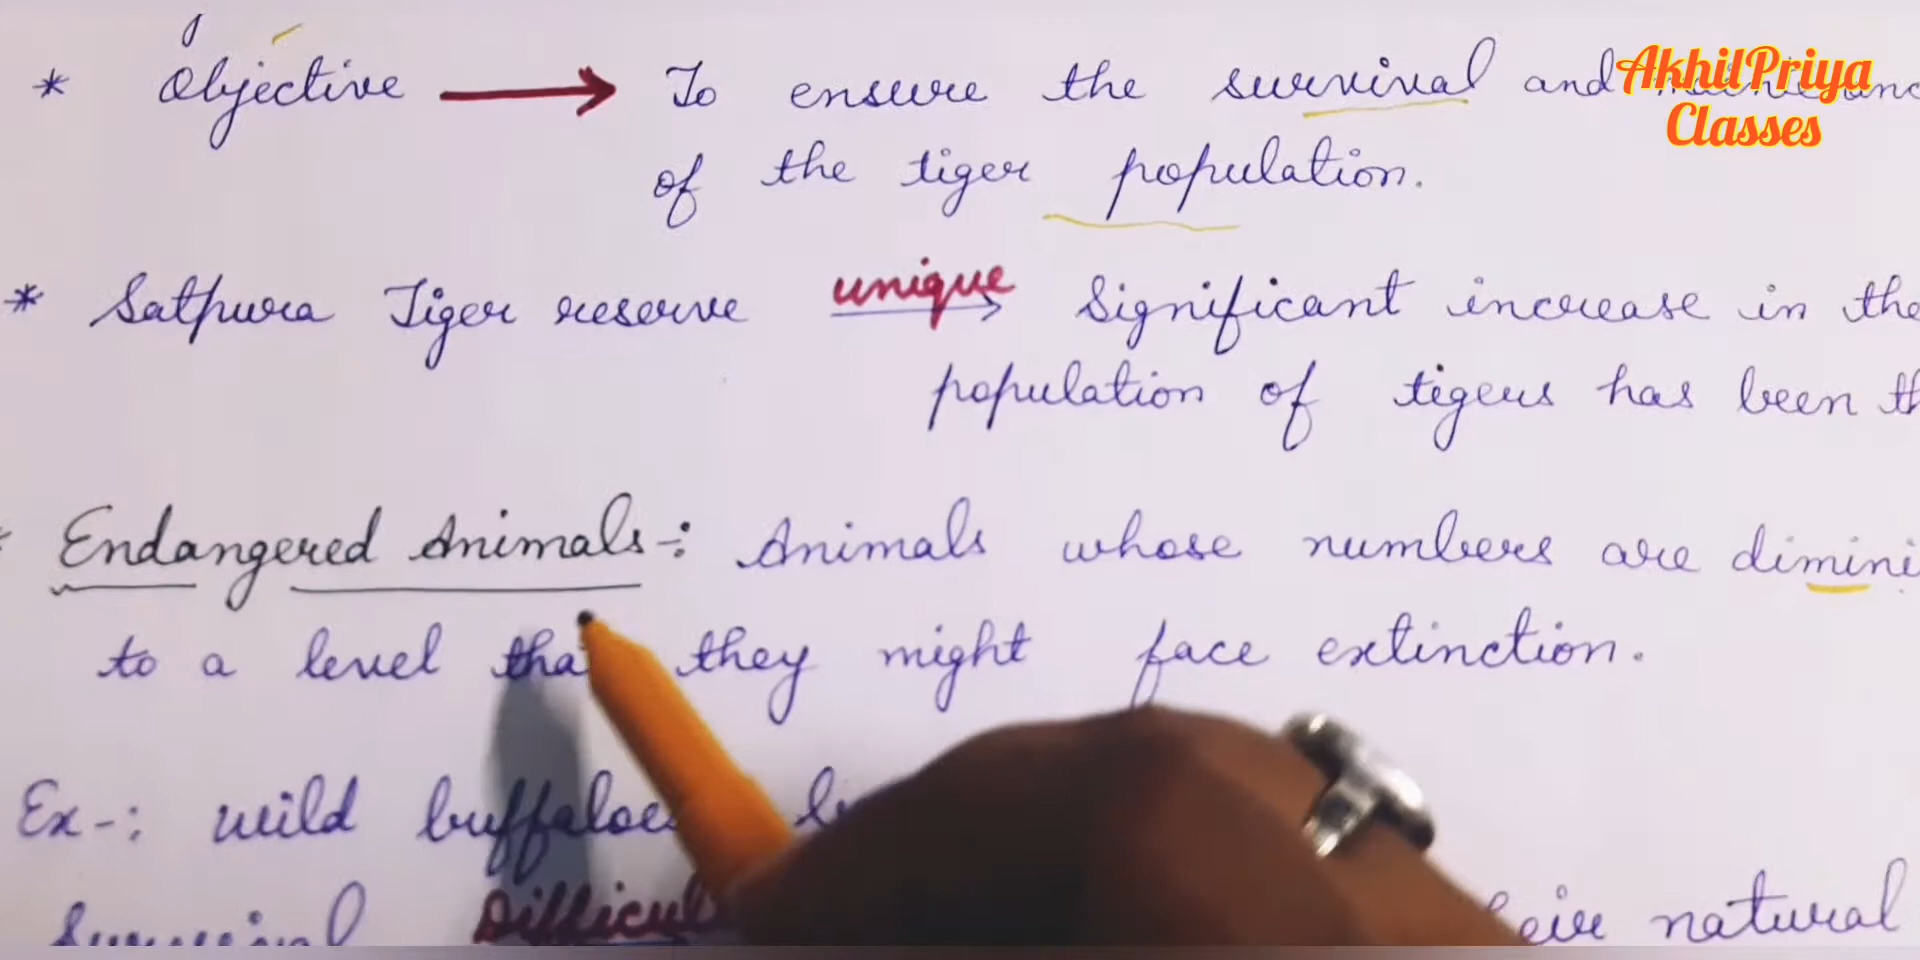 * Objective → To ensure the survival and
of the tiger population.
* Satpura Tiger reserve unique → Significant increase in the
population of tigers has been
* Endangered Animals-: Animals whose numbers are
to a level they might face extinction.
Ex-: wild
Survival natural
AkhilPriya
Classes